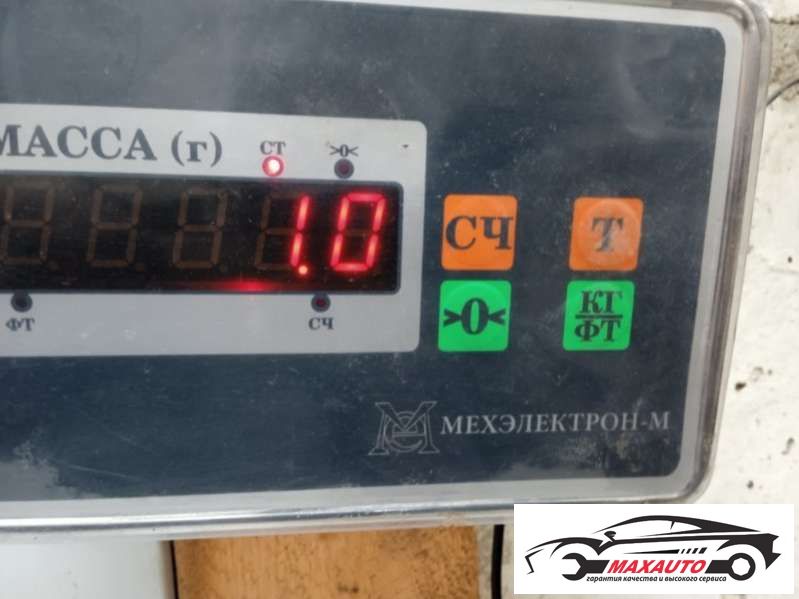 МАССА (г)
СТ
>0<
1.0
ФТ
СЧ
СЧ
Т
>0<
КГ
ФТ
МЕХЭЛЕКТРОН-М
MAXAUTO
гарантия качества и высокого сервиса